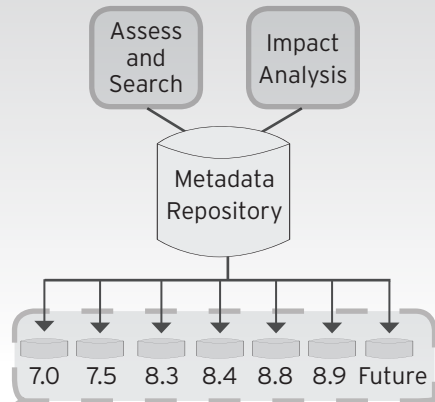 Assess
and
Search
Impact
Analysis
Metadata
Repository
7.0 7.5 8.3 8.4 8.8 8.9 Future